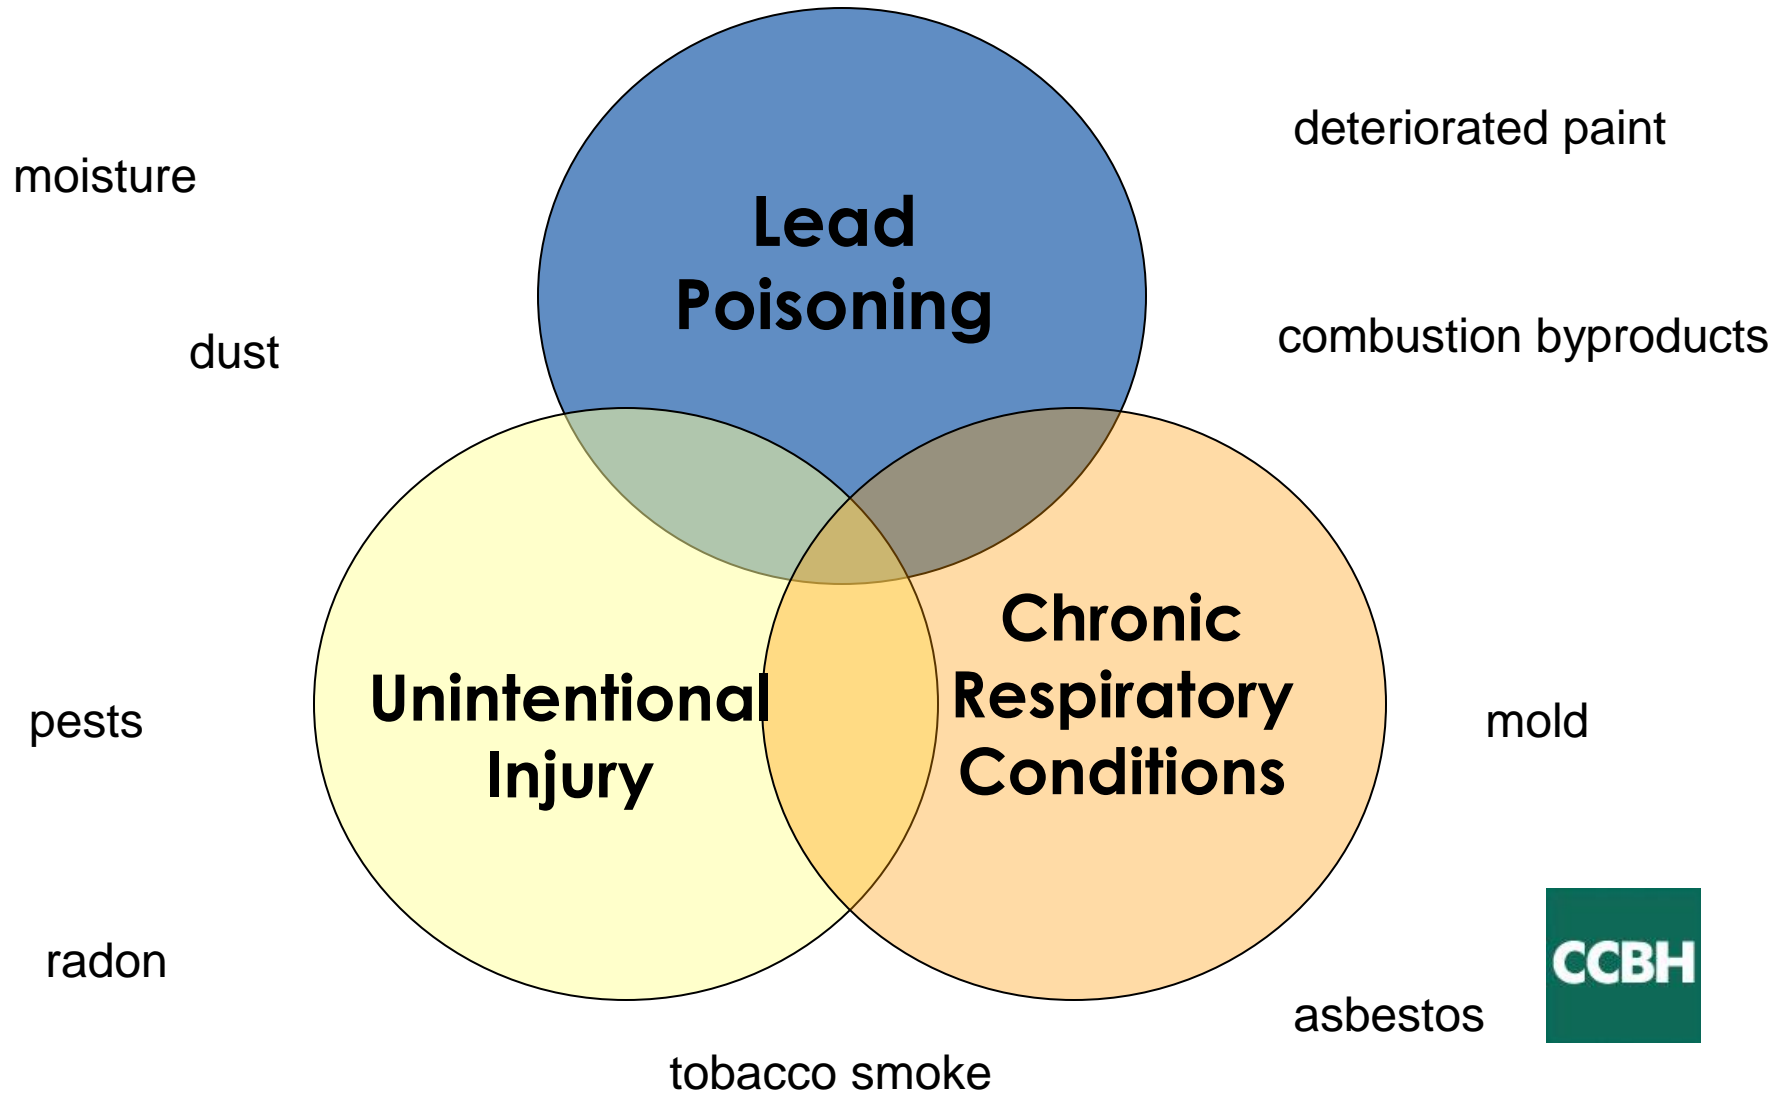 deteriorated paint
moisture
Lead
Poisoning
combustion byproducts
dust
Chronic
Respiratory
Conditions
Unintentional
Injury
pests
mold
radon
CCBH
asbestos
tobacco smoke